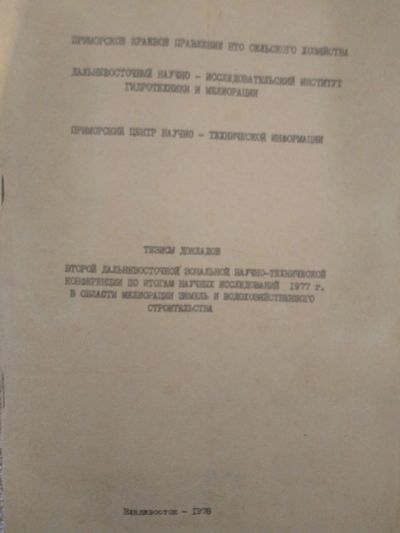 ПРИМОРСКОЕ КРАЕВОЕ ПРАВЛЕНИЕ НТО СЕЛЬСКОГО ХОЗЯЙСТВА
ДАЛЬНЕВОСТОЧНЫЙ НАУЧНО - ИССЛЕДОВАТЕЛЬСКИЙ ИНСТИТУТ
ГИДРОТЕХНИКИ И МЕЛИОРАЦИИ
ПРИМОРСКИЙ ЦЕНТР НАУЧНО - ТЕХНИЧЕСКОЙ ИНФОРМАЦИИ
ТЕЗИСЫ ДОКЛАДОВ
ВТОРОЙ ДАЛЬНЕВОСТОЧНОЙ ЗОНАЛЬНОЙ НАУЧНО-ТЕХНИЧЕСКОЙ
КОНФЕРЕНЦИИ ПО ИТОГАМ НАУЧНЫХ ИССЛЕДОВАНИЙ 1977 г.
В ОБЛАСТИ МЕЛИОРАЦИИ ЗЕМЕЛЬ И ВОДОХОЗЯЙСТВЕННОГО
СТРОИТЕЛЬСТВА
Владивосток - 1978